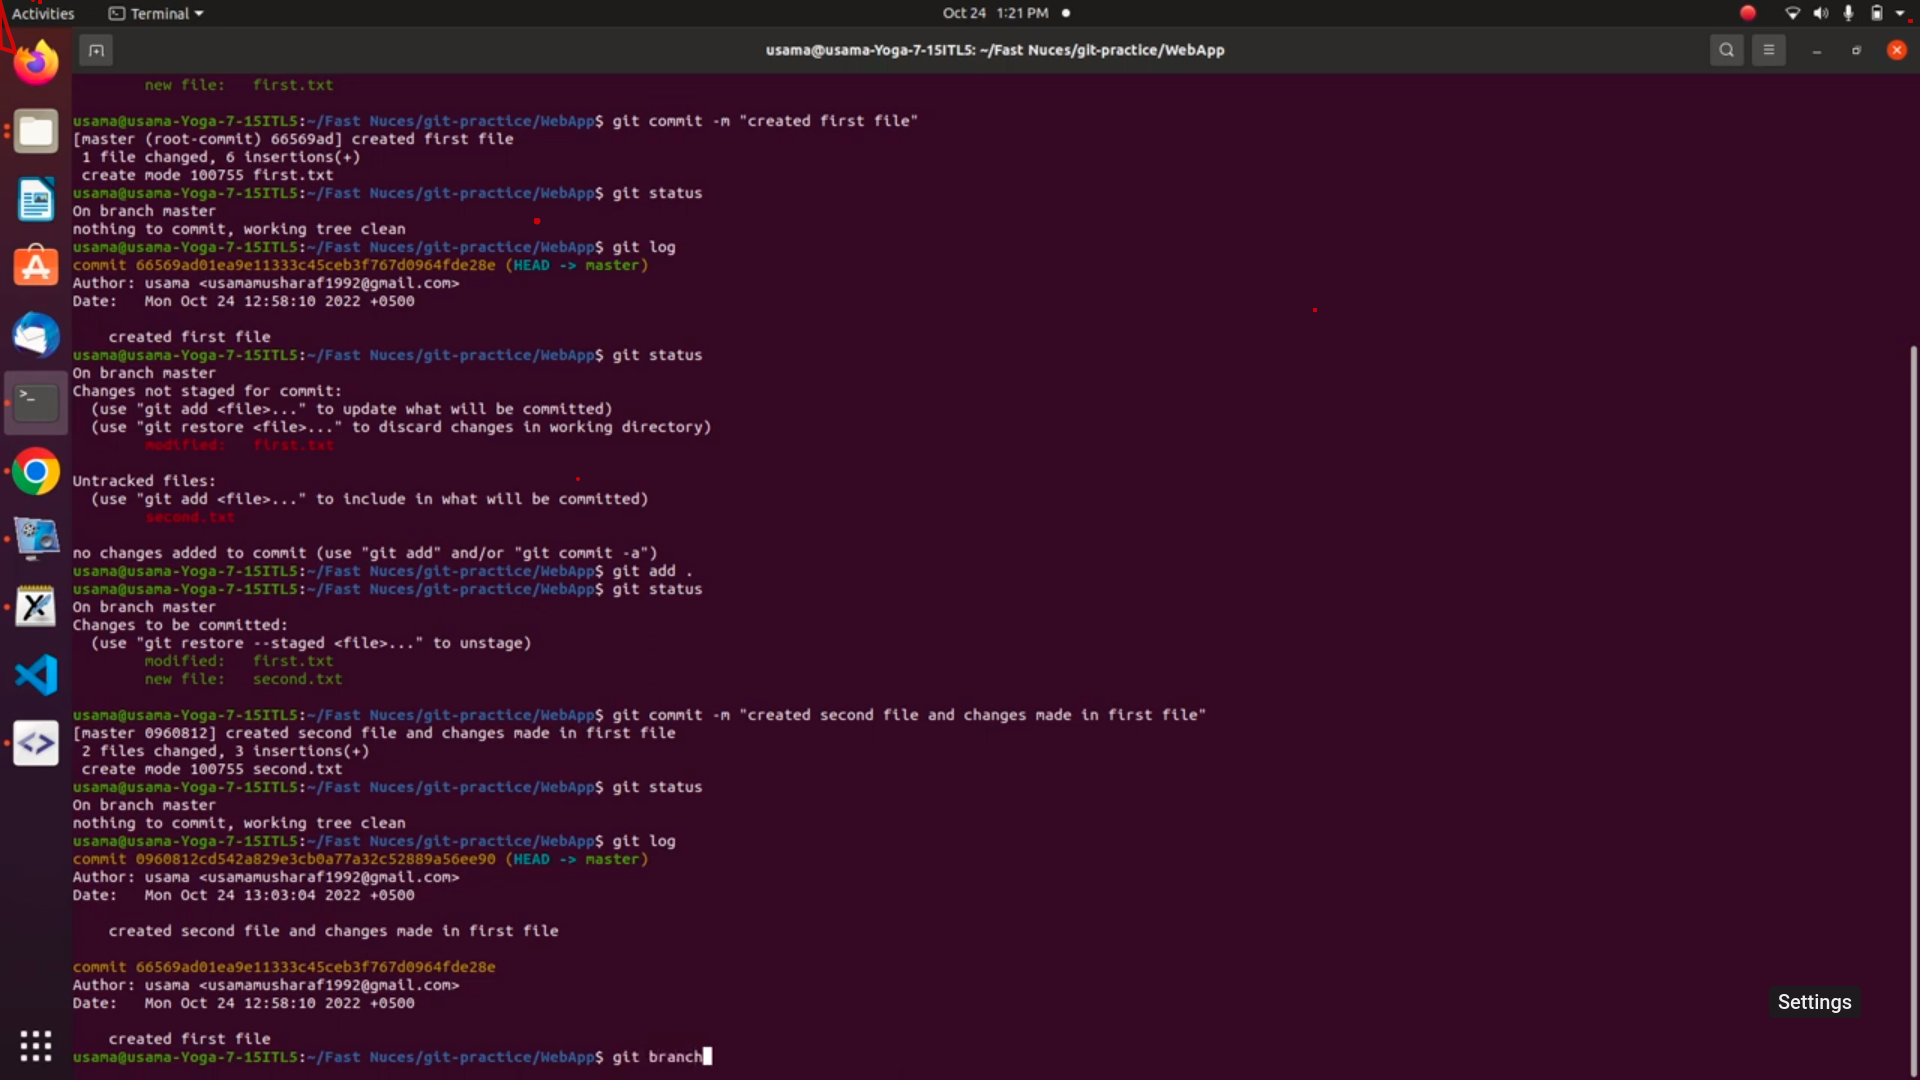 Activities
Terminal
Oct 24 1:21 PM
usama@usama-Yoga-7-15ITL5: ~/Fast Nuces/git-practice/WebApp
new file:   first.txt
usama@usama-Yoga-7-15ITL5:~/Fast Nuces/git-practice/WebApp$ git commit -m "created first file"
[master (root-commit) 66569ad] created first file
1 file changed, 6 insertions(+)
create mode 100755 first.txt
usama@usama-Yoga-7-15ITL5:~/Fast Nuces/git-practice/WebApp$ git status
On branch master
nothing to commit, working tree clean
usama@usama-Yoga-7-15ITL5:~/Fast Nuces/git-practice/WebApp$ git log
commit 66569ad01ea9e11333c45ceb3f767d0964fde28e (HEAD -> master)
Author: usama <usamamusharaf1992@gmail.com>
Date:   Mon Oct 24 12:58:10 2022 +0500
created first file
usama@usama-Yoga-7-15ITL5:~/Fast Nuces/git-practice/WebApp$ git status
On branch master
Changes not staged for commit:
(use "git add <file>..." to update what will be committed)
(use "git restore <file>..." to discard changes in working directory)
modified:   first.txt
Untracked files:
(use "git add <file>..." to include in what will be committed)
second.txt
no changes added to commit (use "git add" and/or "git commit -a")
usama@usama-Yoga-7-15ITL5:~/Fast Nuces/git-practice/WebApp$ git add .
usama@usama-Yoga-7-15ITL5:~/Fast Nuces/git-practice/WebApp$ git status
On branch master
Changes to be committed:
(use "git restore --staged <file>..." to unstage)
modified:   first.txt
new file:   second.txt
usama@usama-Yoga-7-15ITL5:~/Fast Nuces/git-practice/WebApp$ git commit -m "created second file and changes made in first file"
[master 0960812] created second file and changes made in first file
2 files changed, 3 insertions(+)
create mode 100755 second.txt
usama@usama-Yoga-7-15ITL5:~/Fast Nuces/git-practice/WebApp$ git status
On branch master
nothing to commit, working tree clean
usama@usama-Yoga-7-15ITL5:~/Fast Nuces/git-practice/WebApp$ git log
commit 0960812cd542a829e3cb0a77a32c52889a56ee90 (HEAD -> master)
Author: usama <usamamusharaf1992@gmail.com>
Date:   Mon Oct 24 13:03:04 2022 +0500
created second file and changes made in first file
commit 66569ad01ea9e11333c45ceb3f767d0964fde28e
Author: usama <usamamusharaf1992@gmail.com>
Date:   Mon Oct 24 12:58:10 2022 +0500
Settings
created first file
usama@usama-Yoga-7-15ITL5:~/Fast Nuces/git-practice/WebApp$ git branch